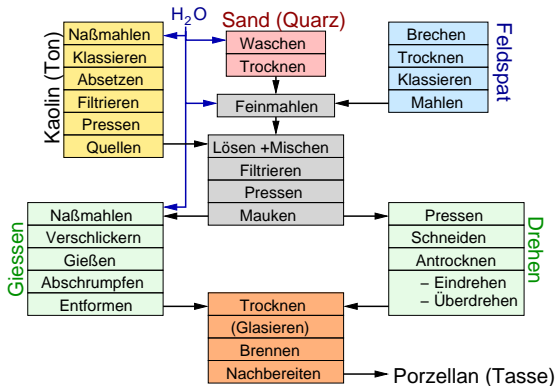 H2O
Sand (Quarz)
Kaolin (Ton)
Naßmahlen
Klassieren
Absetzen
Filtrieren
Pressen
Quellen
Waschen
Trocknen
Feldspat
Brechen
Trocknen
Klassieren
Mahlen
Feinmahlen
Lösen +Mischen
Filtrieren
Pressen
Mauken
Giessen
Naßmahlen
Verschlickern
Gießen
Abschrumpfen
Entformen
Drehen
Pressen
Schneiden
Antrocknen
– Eindrehen
– Überdrehen
Trocknen
(Glasieren)
Brennen
Nachbereiten
Porzellan (Tasse)